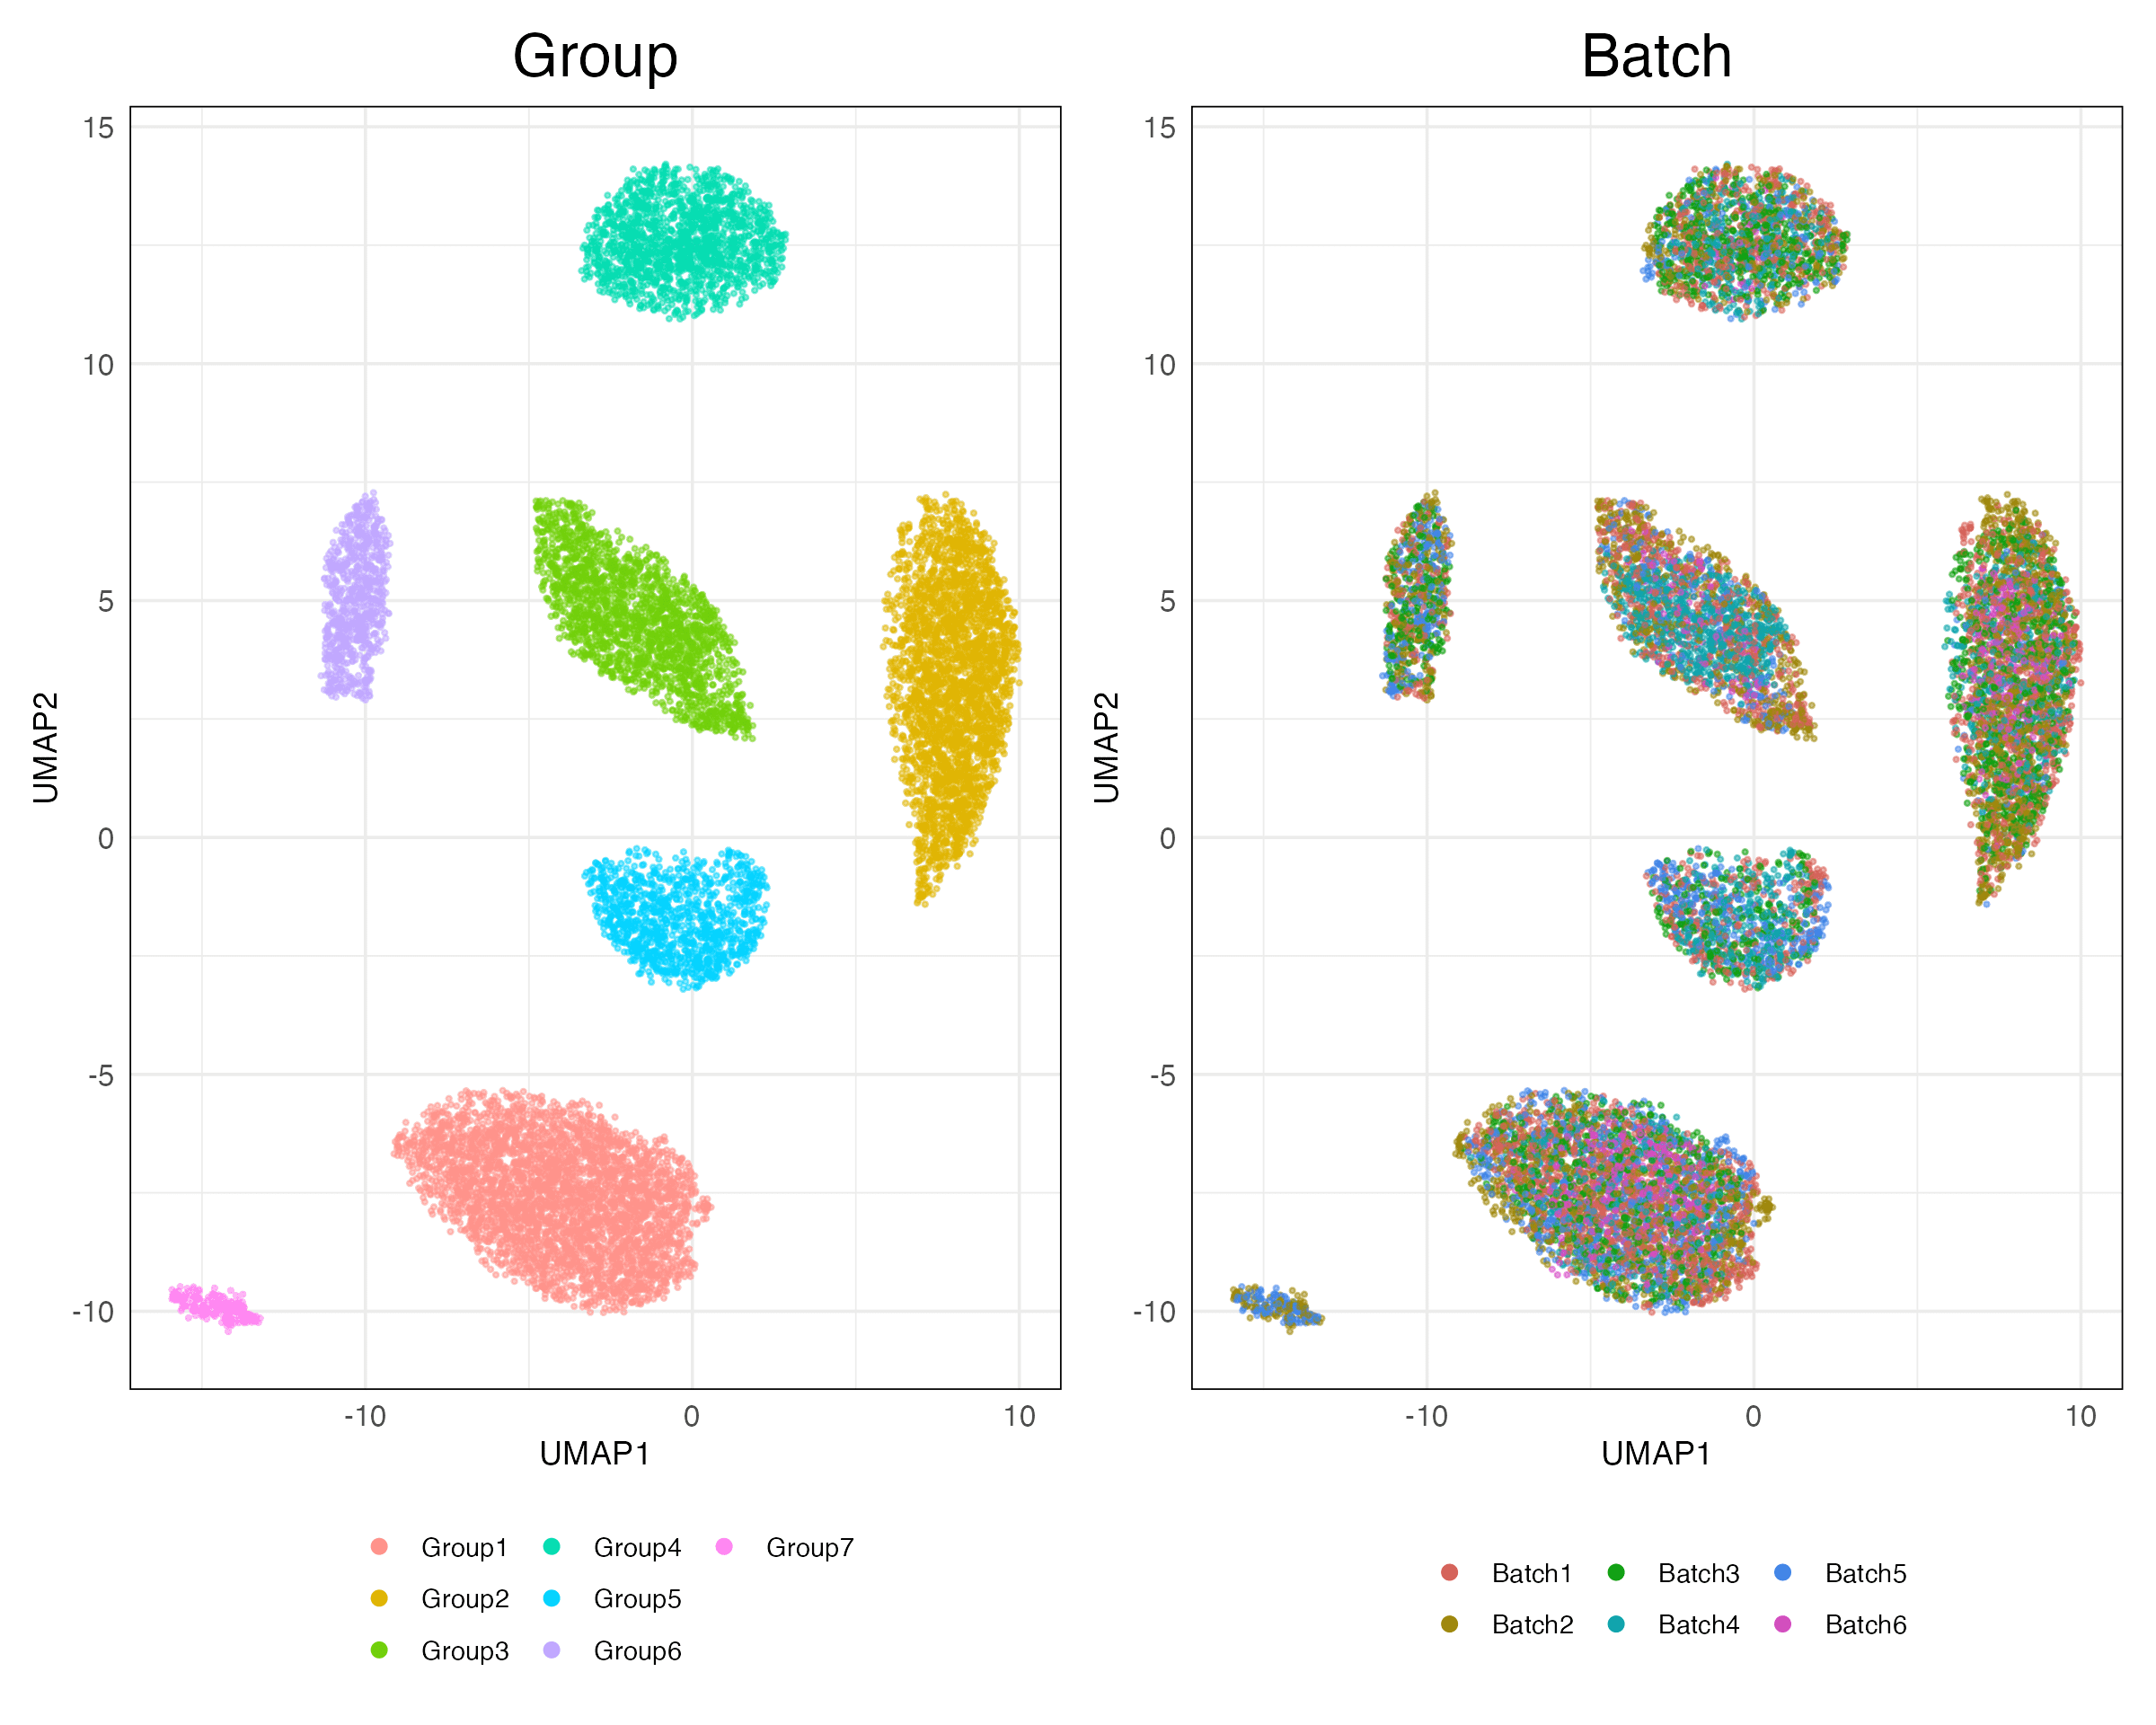 Group
Batch
15
10
5
0
-5
-10
UMAP2
-10 0 10
UMAP1
15
10
5
0
-5
-10
UMAP2
-10 0 10
UMAP1
Group1 Group4 Group7
Group2 Group5
Group3 Group6
Batch1 Batch3 Batch5
Batch2 Batch4 Batch6